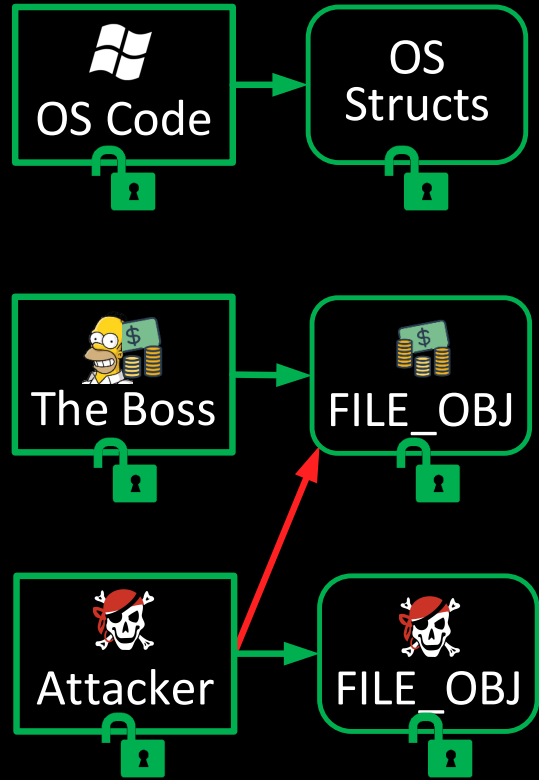 OS Code
OS
Structs
$
The Boss
$
FILE_OBJ
Attacker
FILE_OBJ